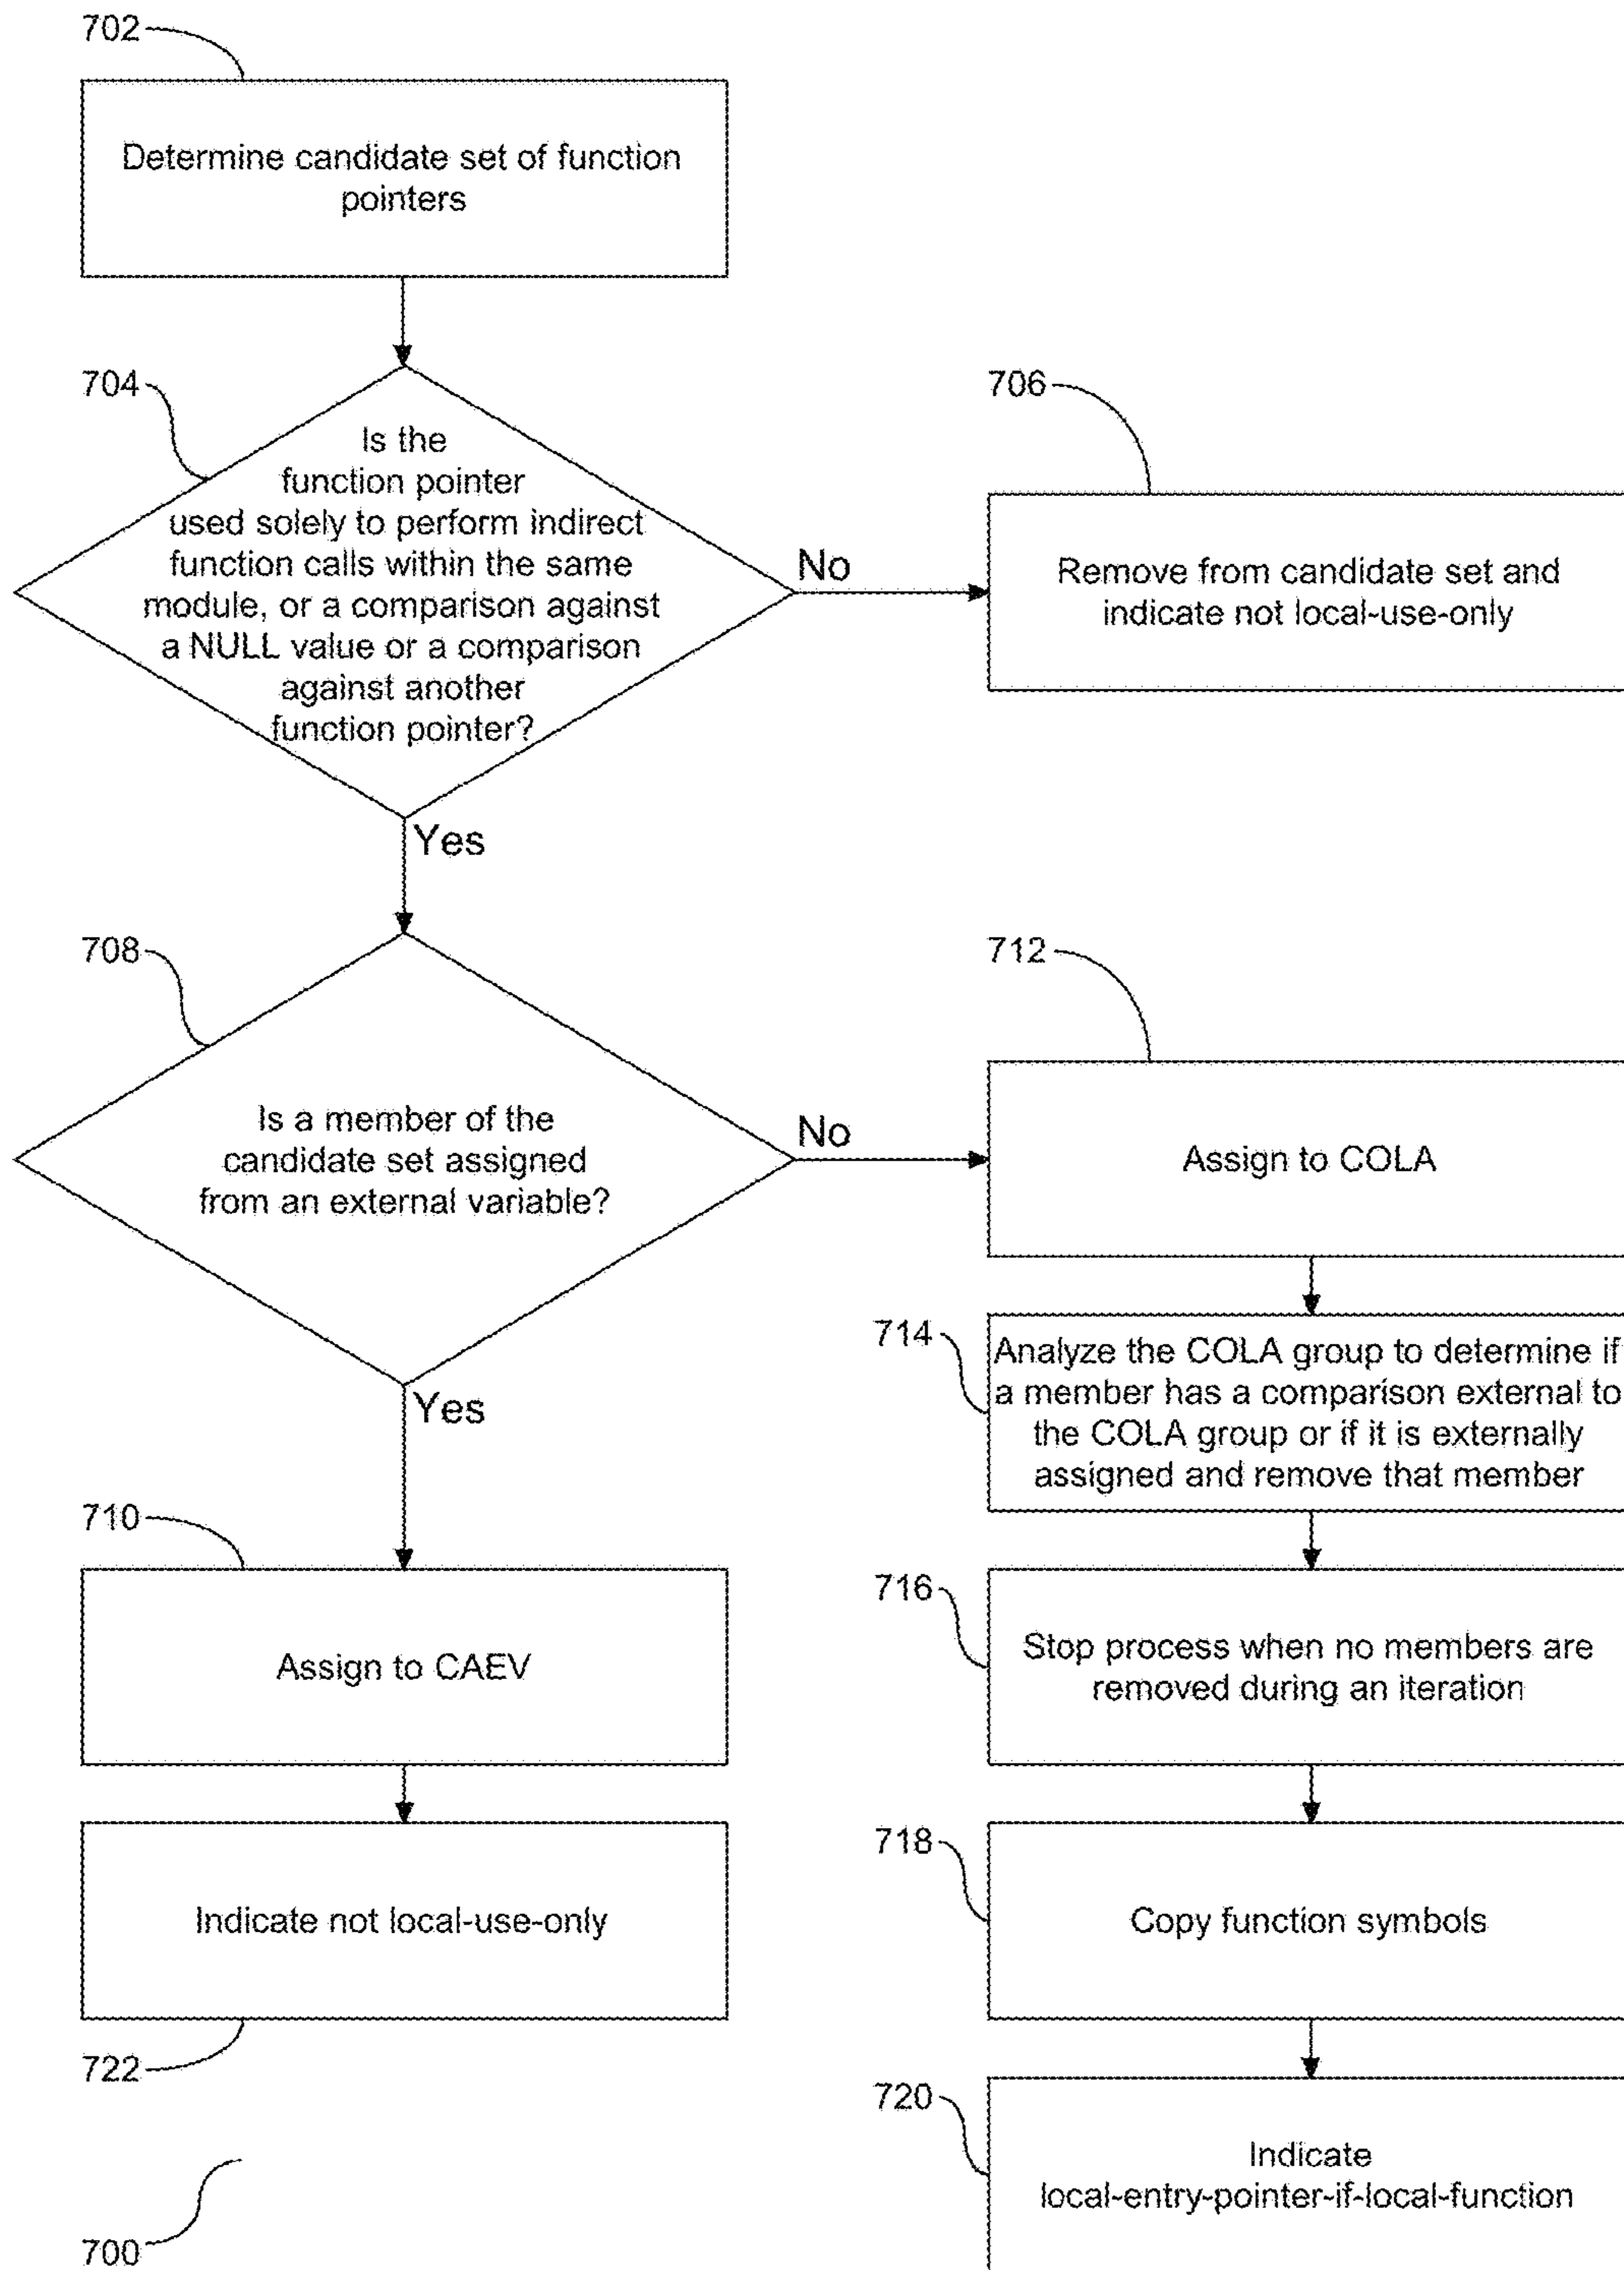 702
Determine candidate set of function
pointers
704
Is the
function pointer
used solely to perform indirect
function calls within the same
module, or a comparison against
a NULL value or a comparison
against another
function pointer?
No
706
Remove from candidate set and
indicate not local-use-only
Yes
708
Is a member of the
candidate set assigned
from an external variable?
No
712
Assign to COLA
Yes
714
Analyze the COLA group to determine if
a member has a comparison external to
the COLA group or if it is externally
assigned and remove that member
710
Assign to CAEV
716
Stop process when no members are
removed during an iteration
Indicate not local-use-only
722
718
Copy function symbols
720
Indicate
local-entry-pointer-if-local-function
700